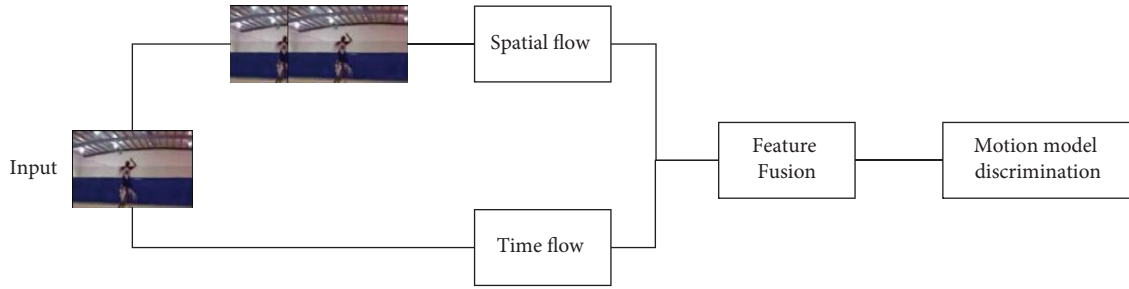 Input
Spatial flow
Time flow
Feature
Fusion
Motion model
discrimination